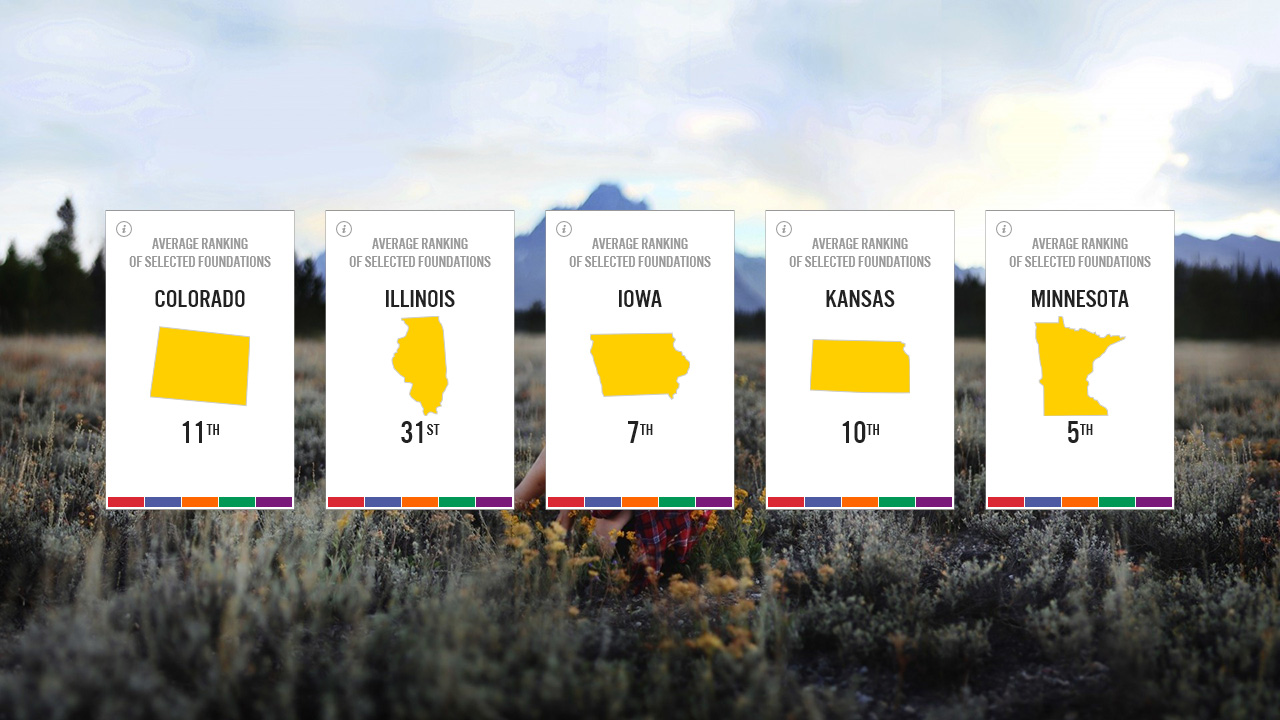 AVERAGE RANKING
OF SELECTED FOUNDATIONS
COLORADO
11TH
AVERAGE RANKING
OF SELECTED FOUNDATIONS
ILLINOIS
31ST
AVERAGE RANKING
OF SELECTED FOUNDATIONS
IOWA
7TH
AVERAGE RANKING
OF SELECTED FOUNDATIONS
KANSAS
10TH
AVERAGE RANKING
OF SELECTED FOUNDATIONS
MINNESOTA
5TH